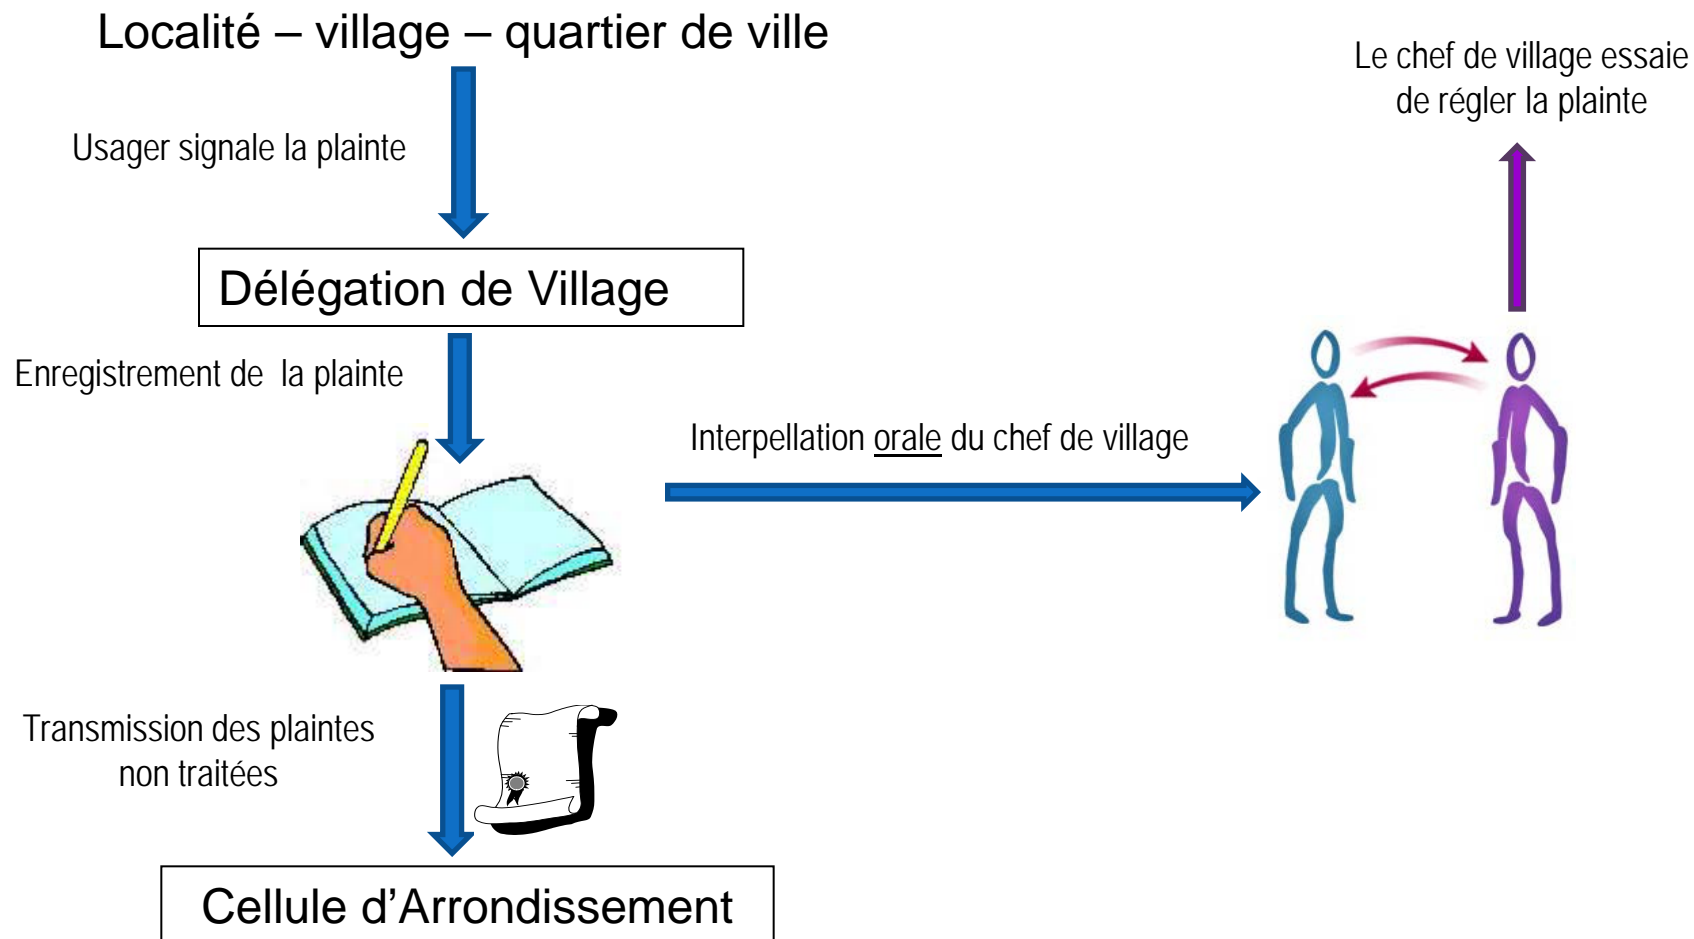 Localité – village – quartier de ville
Le chef de village essaie
de régler la plainte
Usager signale la plainte
Délégation de Village
Enregistrement de  la plainte
Interpellation orale du chef de village
Transmission des plaintes
non traitées
Cellule d’Arrondissement